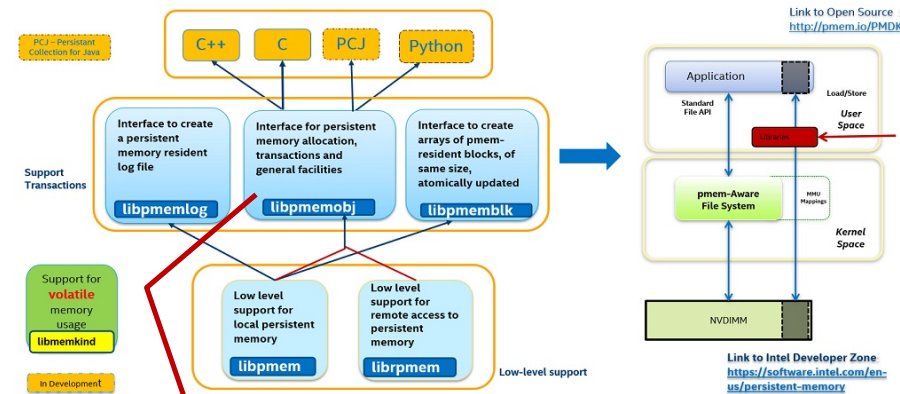 PCJ – Persistant
Collection for Java
C++
C
PCJ
Python
Support
Transactions
Interface to create
a persistent
memory resident
log file
libpmemlog
Interface for persistent
memory allocation,
transactions and
general facilities
libpmemobj
Interface to create
arrays of pmem-
resident blocks, of
same size,
atomically updated
libpmemblk
Support for
volatile
memory
usage
libmemkind
In Development
Low level
support for
local persistent
memory
libpmem
Low level
support for
remote access to
persistent
memory
librpmem
Low-level support
Link to Open Source
http://pmem.io/PMDK
Application
Standard
File API
Load/Store
User
Space
Libraries
pmem-Aware
File System
MMU
Mappings
Kernel
Space
NVDIMM
Link to Intel Developer Zone
https://software.intel.com/en-
us/persistent-memory